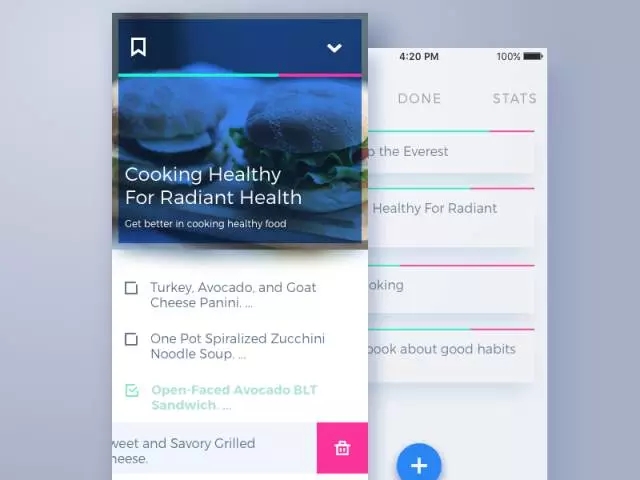 4:20 PM
100%
DONE
STATS
Cooking Healthy
For Radiant Health
Get better in cooking healthy food
Turkey, Avocado, and Goat
Cheese Panini. ...
One Pot Spiralized Zucchini
Noodle Soup. ...
Open-Faced Avocado BLT
Sandwich. ...
weet and Savory Grilled
heese.
p the Everest
Healthy For Radiant
oking
book about good habits